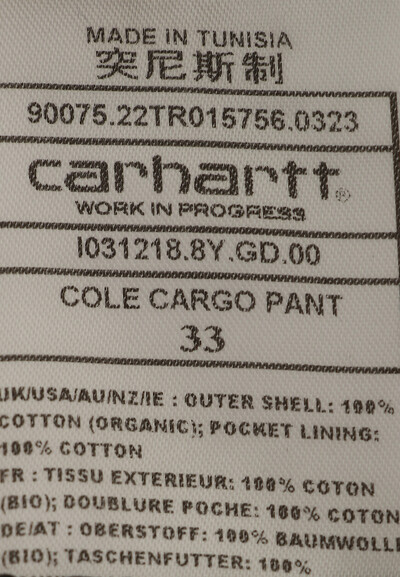 MADE IN TUNISIA
突尼斯制
90075.22TR015756.0323
carhartt®
WORK IN PROGRESS
I031218.8Y.GD.00
COLE CARGO PANT
33
UK/USA/AU/NZ/IE : OUTER SHELL: 100%
COTTON (ORGANIC); POCKET LINING:
100% COTTON
FR : TISSU EXTERIEUR: 100% COTON
(BIO); DOUBLURE POCHE: 100% COTON
DE/AT : OBERSTOFF: 100% BAUMWOLLE
(BIO); TASCHENFUTTER: 100%